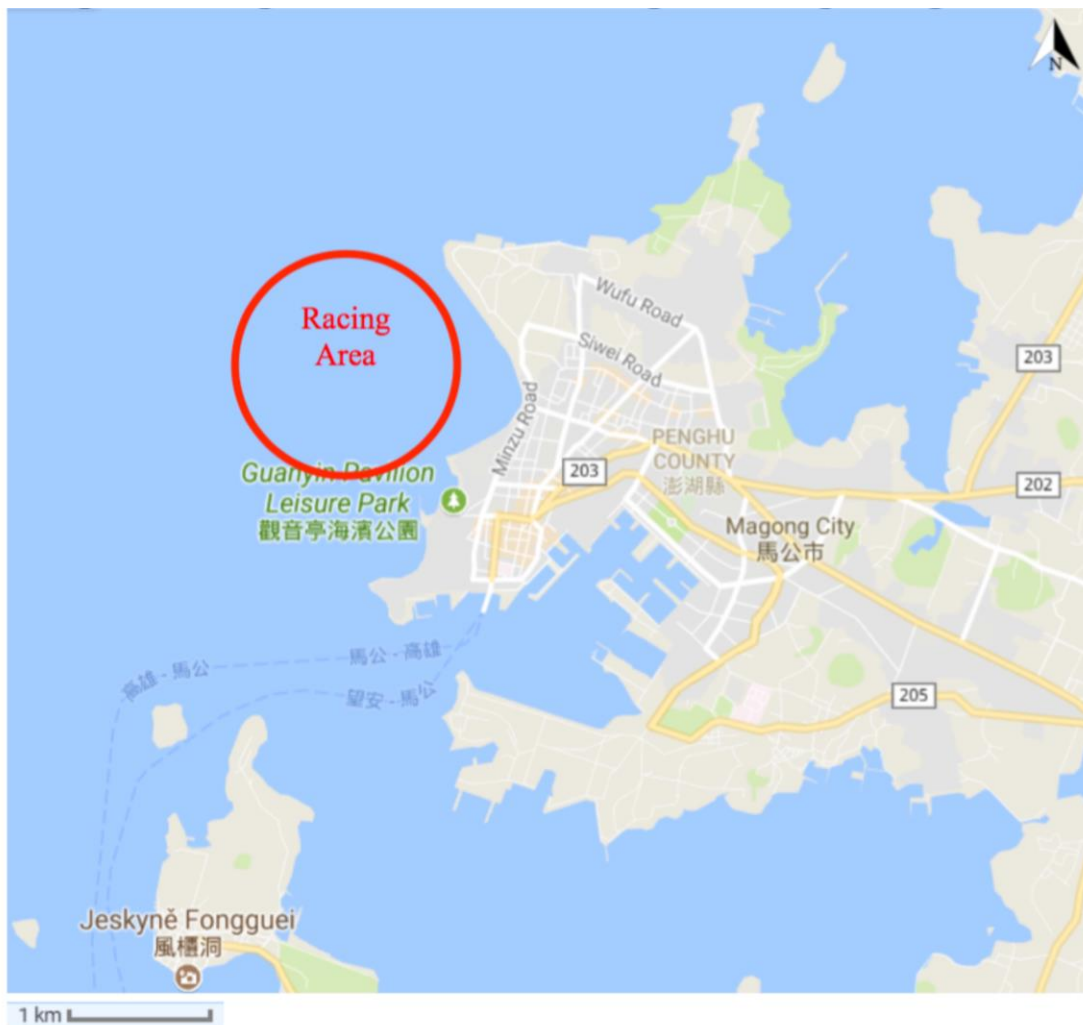 N
Racing
Area
Wufu Road
Siwei Road
203
Minzu Road
PENGHU
COUNTY
澎湖縣
Guanyin Pavilion
Leisure Park
觀音亭海濱公園
203
202
Magong City
馬公市
馬公 - 高雄
高雄 - 馬公
望安 - 馬公
205
Jeskyně Fongguei
風櫃洞
1 km